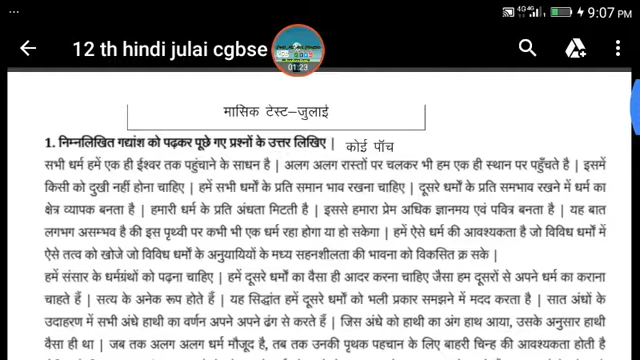 4G 4G 9:07 PM
12 th hindi julai cgbse
01:23
मासिक टेस्ट-जुलाई
1. निम्नलिखित गद्यांश को पढ़कर पूछे गए प्रश्नों के उत्तर लिखिए | कोई पॉच
सभी धर्म हमें एक ही ईश्वर तक पहुंचाने के साधन है | अलग अलग रास्तों पर चलकर भी हम एक ही स्थान पर पहुँचते है | इसमें
किसी को दुखी नहीं होना चाहिए | हमें सभी धर्मों के प्रति समान भाव रखना चाहिए | दूसरे धर्मों के प्रति समभाव रखने में धर्म का
क्षेत्र व्यापक बनता है | हमारी धर्म के प्रति अंधता मिटती है | इससे हमारा प्रेम अधिक ज्ञानमय एवं पवित्र बनता है | यह बात
लगभग असम्भव है की इस पृथ्वी पर कभी भी एक धर्म रहा होगा या हो सकेगा | हमें ऐसे धर्म की आवश्यकता है जो विविध धर्मों में
ऐसे तत्व को खोजे जो विविध धर्मों के अनुयायियों के मध्य सहनशीलता की भावना को विकसित क्र सके |
हमें संसार के धर्मग्रंथों को पढ़ना चाहिए | हमें दूसरे धर्मों का वैसा ही आदर करना चाहिए जैसा हम दूसरों से अपने धर्म का कराना
चाहते हैं | सत्य के अनेक रूप होते हैं | यह सिद्धांत हमें दूसरे धर्मों को भली प्रकार समझने में मदद करता है | सात अंधों के
उदाहरण में सभी अंधे हाथी का वर्णन अपने अपने ढंग से करते हैं | जिस अंधे को हाथी का अंग हाथ आया, उसके अनुसार हाथी
वैसा ही था | जब तक अलग अलग धर्म मौजूद है, तब तक उनकी पृथक पहचान के लिए बाहरी चिन्ह की आवश्यकता होती है